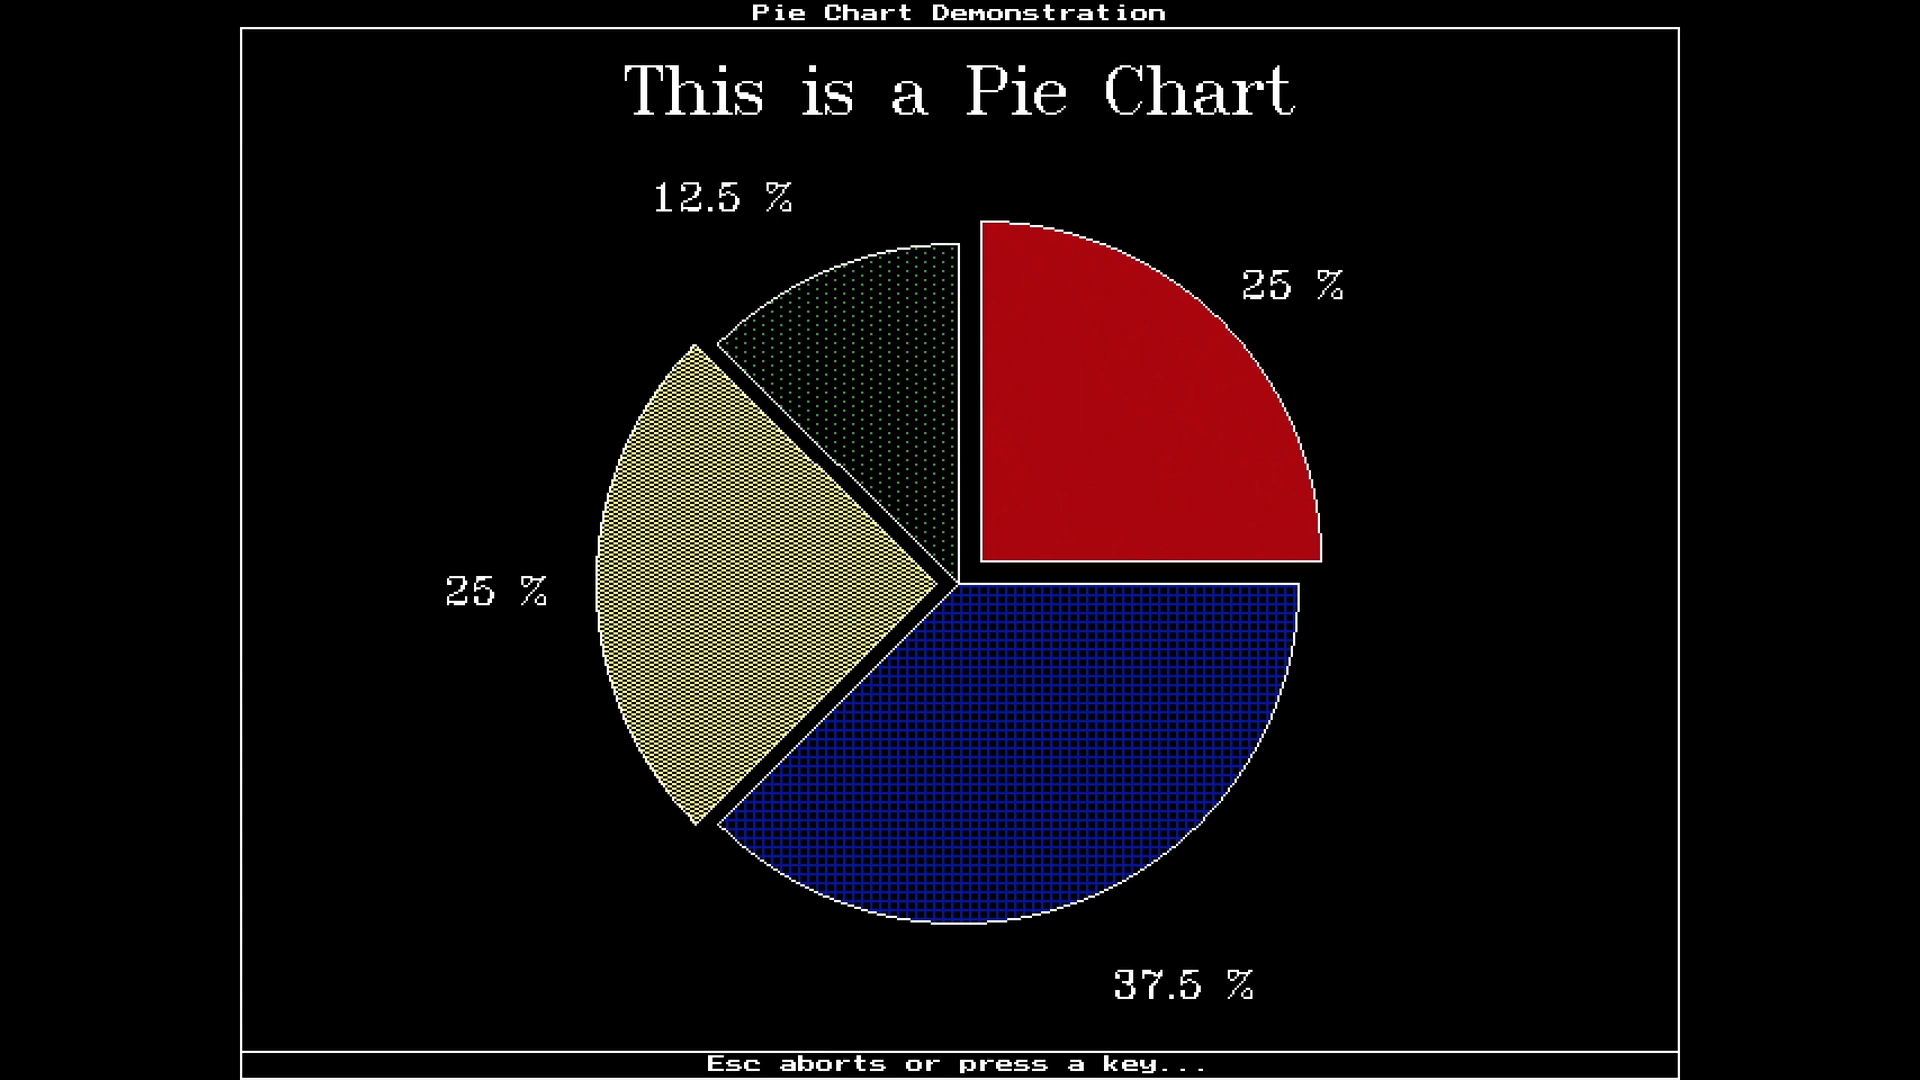 Pie Chart Demonstration
This is a Pie Chart
12.5 %
25 %
25 %
37.5 %
Esc aborts or press a key...